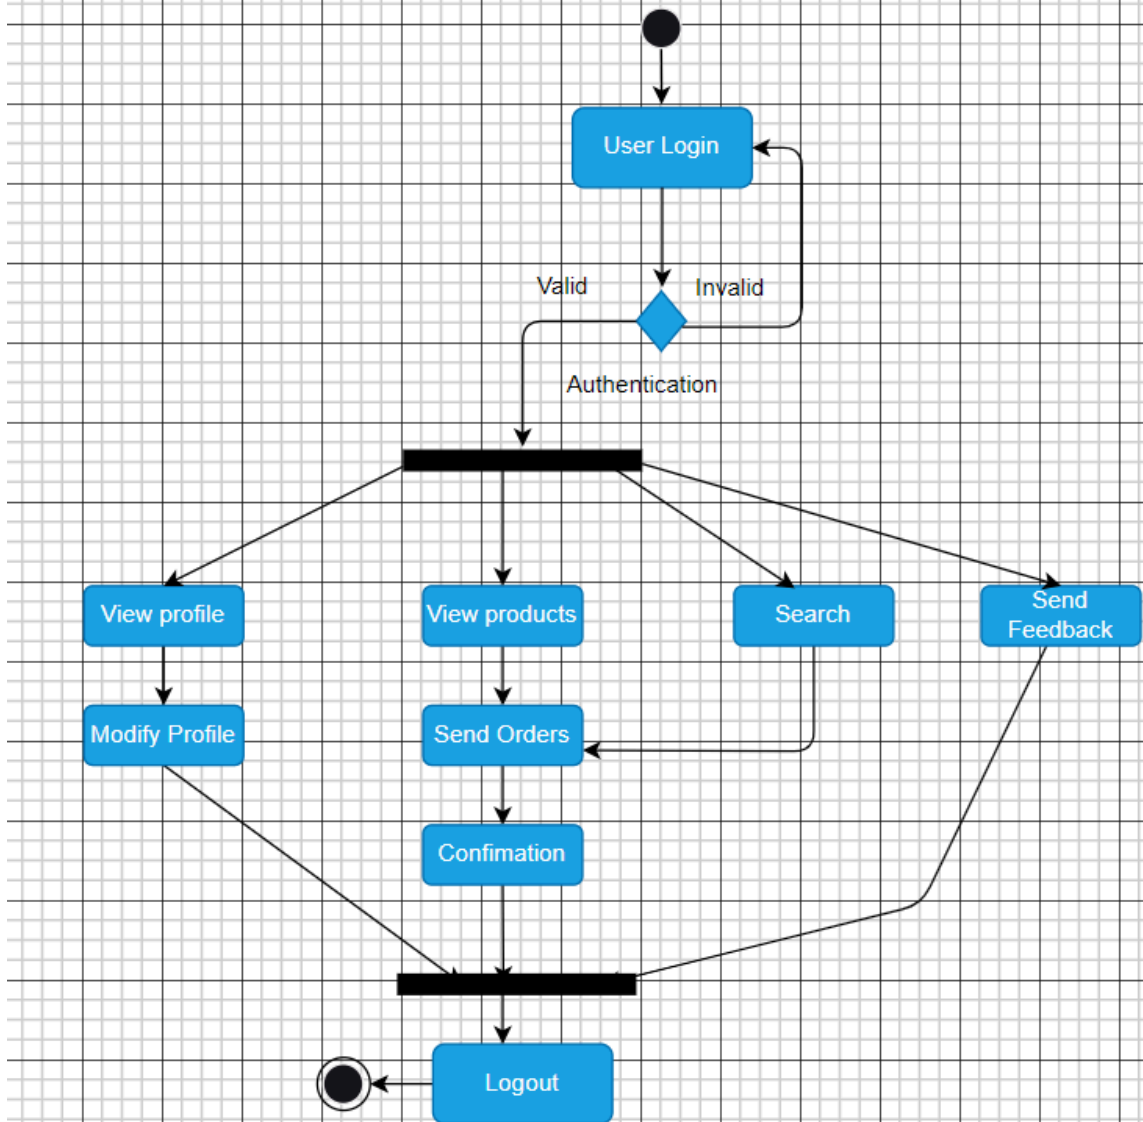 User Login
Valid
Invalid
Authentication
View profile
View products
Search
Send
Feedback
Modify Profile
Send Orders
Confimation
Logout